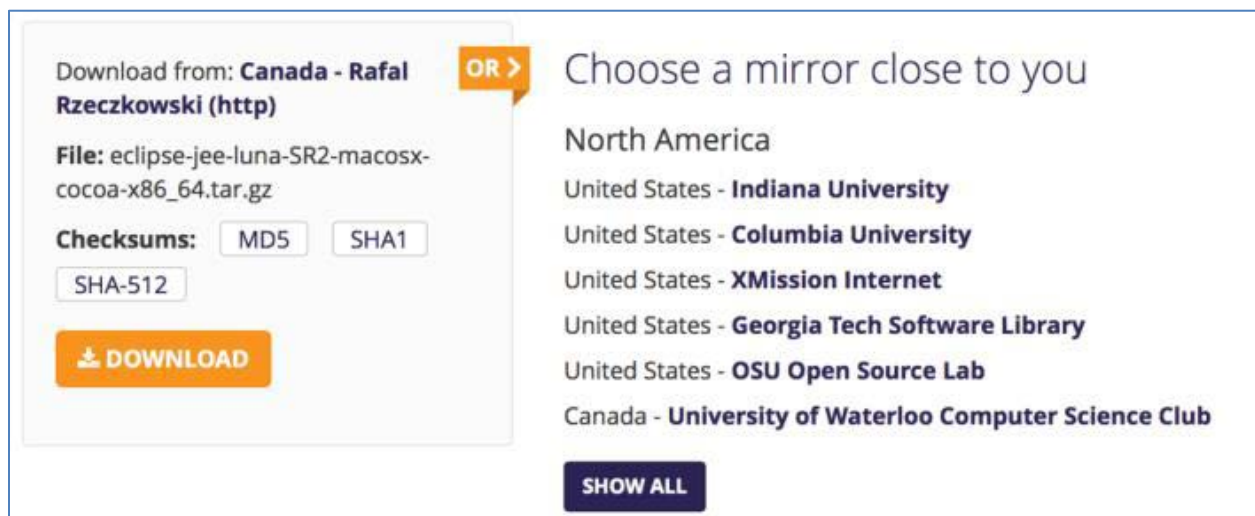 Download from: Canada - Rafal
Rzeczkowski (http)
File: eclipse-jee-luna-SR2-macosx-
cocoa-x86_64.tar.gz
Checksums: MD5 SHA1
SHA-512
DOWNLOAD
OR
Choose a mirror close to you
North America
United States - Indiana University
United States - Columbia University
United States - XMission Internet
United States - Georgia Tech Software Library
United States - OSU Open Source Lab
Canada - University of Waterloo Computer Science Club
SHOW ALL